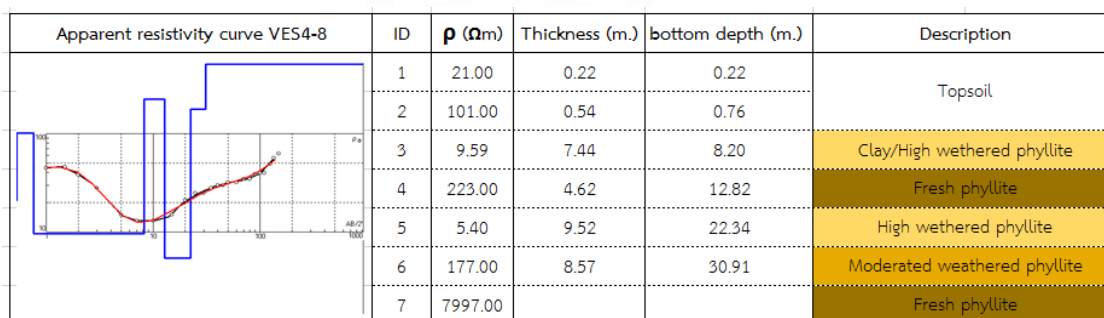 Apparent resistivity curve VES4-8 ID ρ (Ωm) Thickness (m.) bottom depth (m.) Description
1 21.00 0.22 0.22
Topsoil
2 101.00 0.54 0.76
3 9.59 7.44 8.20 Clay/High wethered phyllite
4 223.00 4.62 12.82 Fresh phyllite
5 5.40 9.52 22.34 High wethered phyllite
6 177.00 8.57 30.91 Moderated weathered phyllite
7 7997.00 Fresh phyllite
100
ρa
10
AB/2
1 10 100 1000